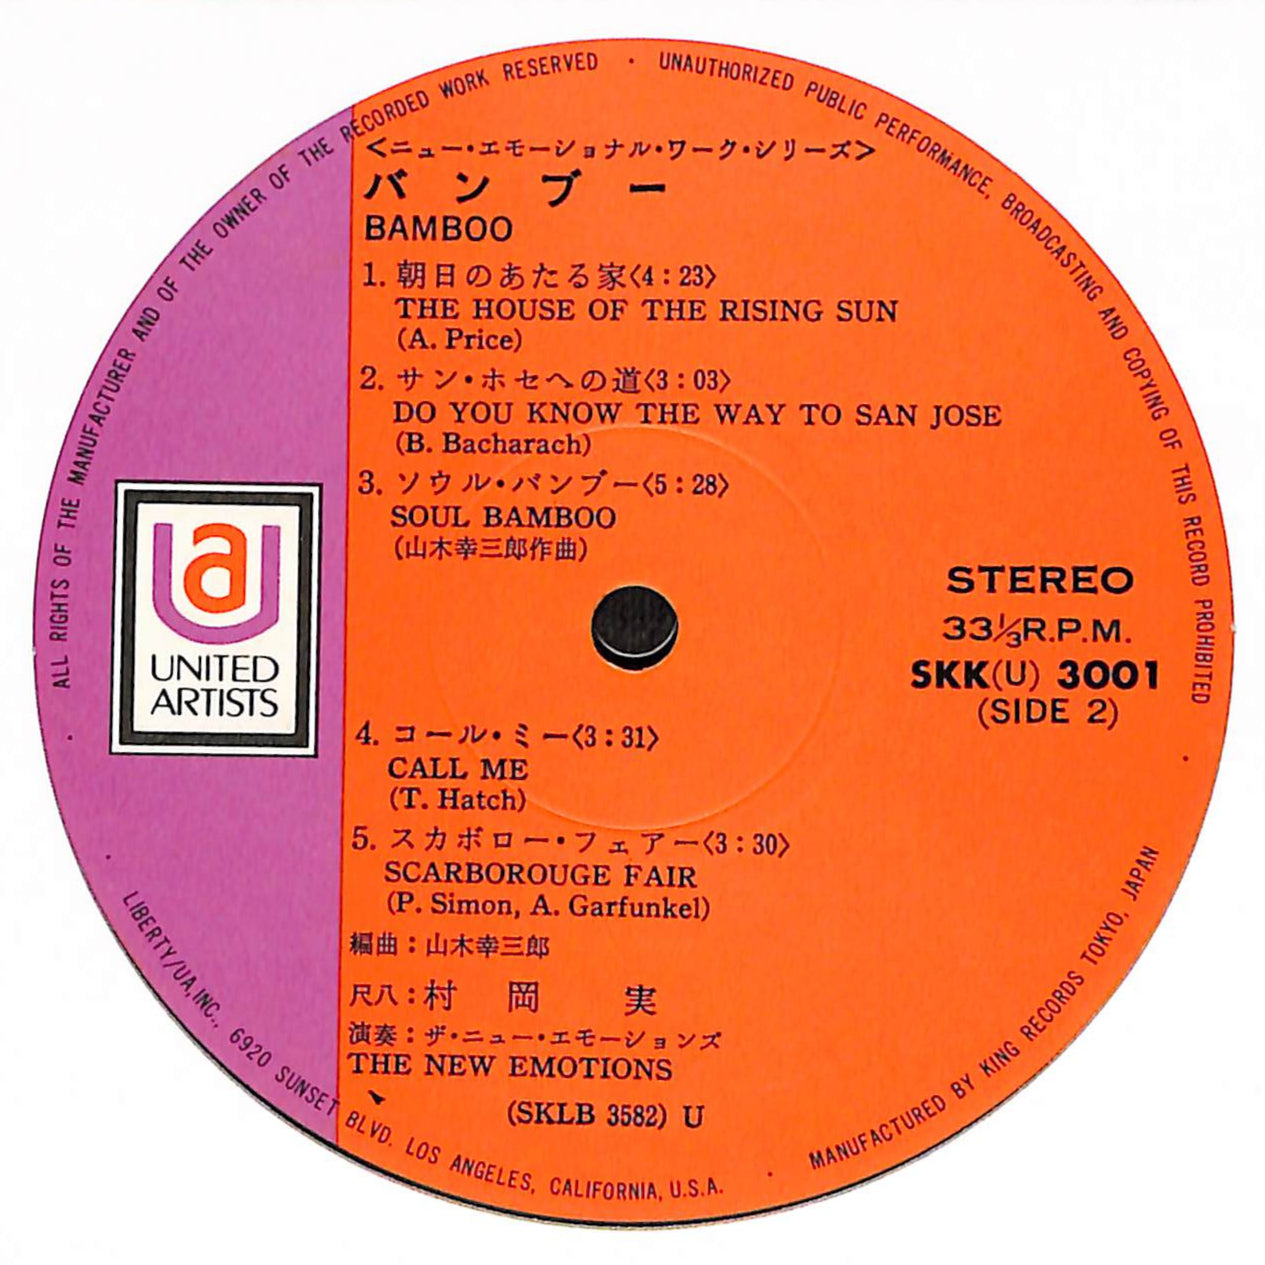 ALL RIGHTS OF THE MANUFACTURER AND OF THE OWNER OF THE RECORDED WORK RESERVED · UNAUTHORIZED PUBLIC PERFORMANCE, BROADCASTING AND COPYING OF THIS RECORD PROHIBITED ·
<ニュー・エモーショナル・ワーク・シリーズ>
バンブー
BAMBOO
1. 朝日のあたる家〈4：23〉
THE HOUSE OF THE RISING SUN
(A. Price)
2. サン・ホセへの道〈3：03〉
DO YOU KNOW THE WAY TO SAN JOSE
(B. Bacharach)
3. ソウル・バンブー〈5：28〉
SOUL BAMBOO
(山木幸三郎作曲)
a
U
UNITED
ARTISTS
STEREO
33⅓R.P.M.
SKK(U) 3001
(SIDE 2)
4. コール・ミー〈3：31〉
CALL ME
(T. Hatch)
5. スカボロー・フェアー〈3：30〉
SCARBOROUGE FAIR
(P. Simon, A. Garfunkel)
編曲：山木幸三郎
尺八：村岡 実
演奏：ザ・ニュー・エモーションズ
THE NEW EMOTIONS
(SKLB 3582) U
LIBERTY/UA, INC., 6920 SUNSET BLVD. LOS ANGELES, CALIFORNIA, U.S.A. · MANUFACTURED BY KING RECORDS TOKYO, JAPAN